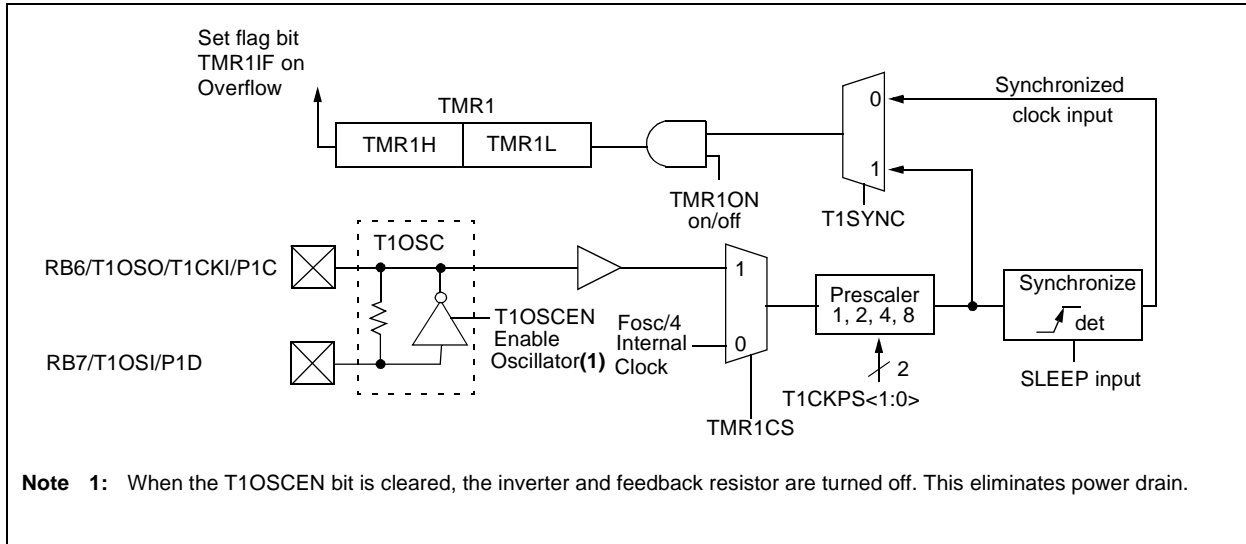 Set flag bit
TMR1IF on
Overflow
TMR1
TMR1H
TMR1L
TMR1ON
on/off
0
1
T1SYNC
Synchronized
clock input
RB6/T1OSO/T1CKI/P1C
T1OSC
RB7/T1OSI/P1D
T1OSCEN
Enable
Oscillator(1)
Fosc/4
Internal
Clock
1
0
TMR1CS
Prescaler
1, 2, 4, 8
2
T1CKPS<1:0>
Synchronize
det
SLEEP input
Note 1: When the T1OSCEN bit is cleared, the inverter and feedback resistor are turned off. This eliminates power drain.